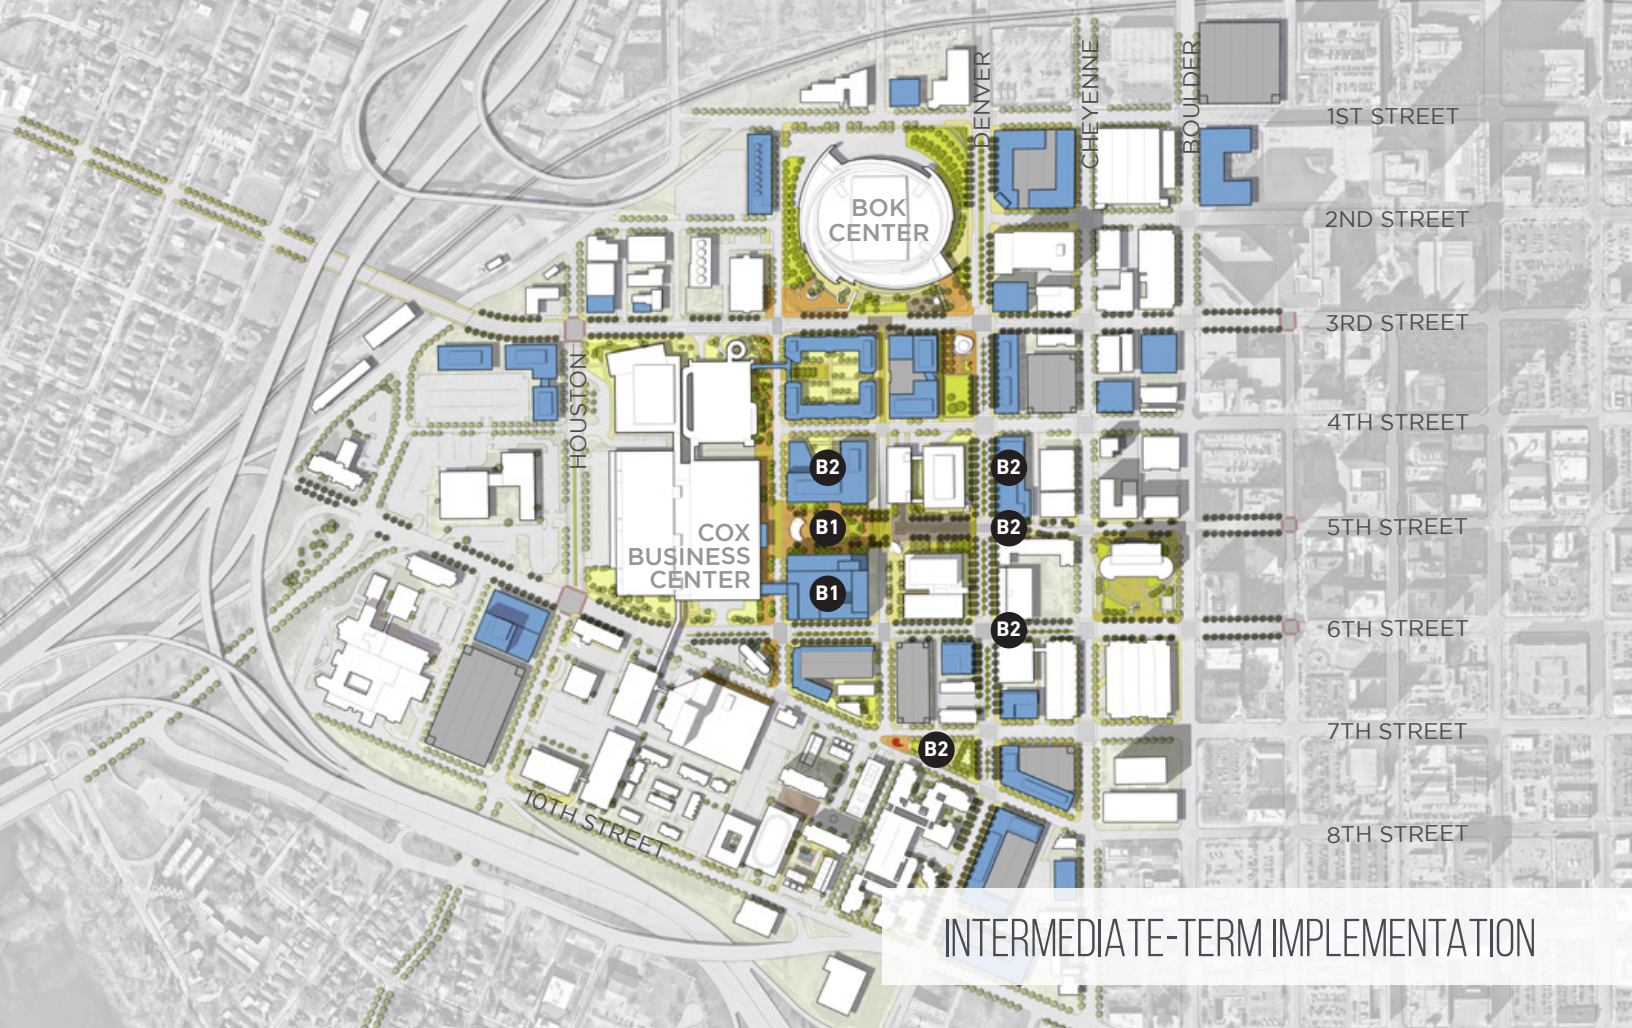 DENVER
CHEYENNE
BOULDER
1ST STREET
BOK
CENTER
2ND STREET
3RD STREET
HOUSTON
4TH STREET
B2
B2
COX
BUSINESS
CENTER
B1
B2
5TH STREET
B1
B2
6TH STREET
7TH STREET
B2
10TH STREET
8TH STREET
INTERMEDIATE-TERM IMPLEMENTATION